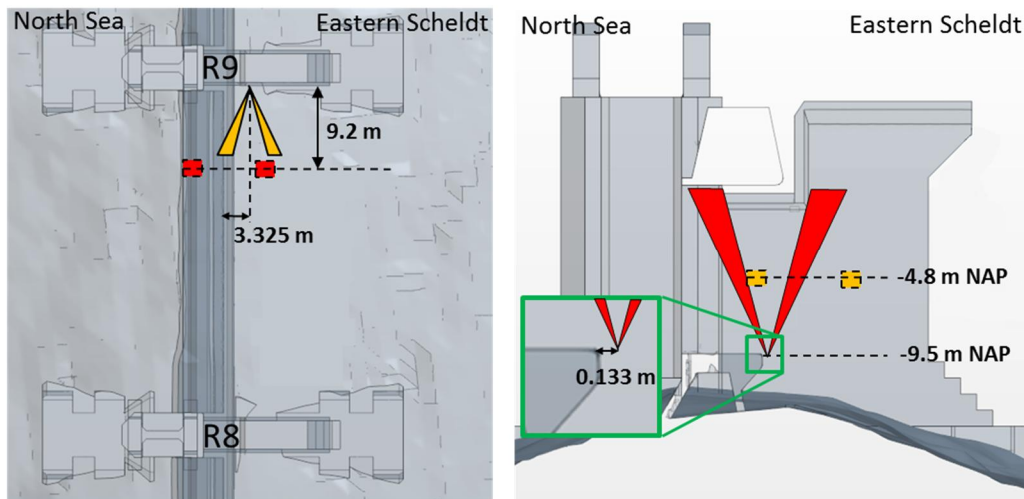 North Sea
Eastern Scheldt
R9
9.2 m
3.325 m
R8
North Sea
Eastern Scheldt
-4.8 m NAP
-9.5 m NAP
0.133 m